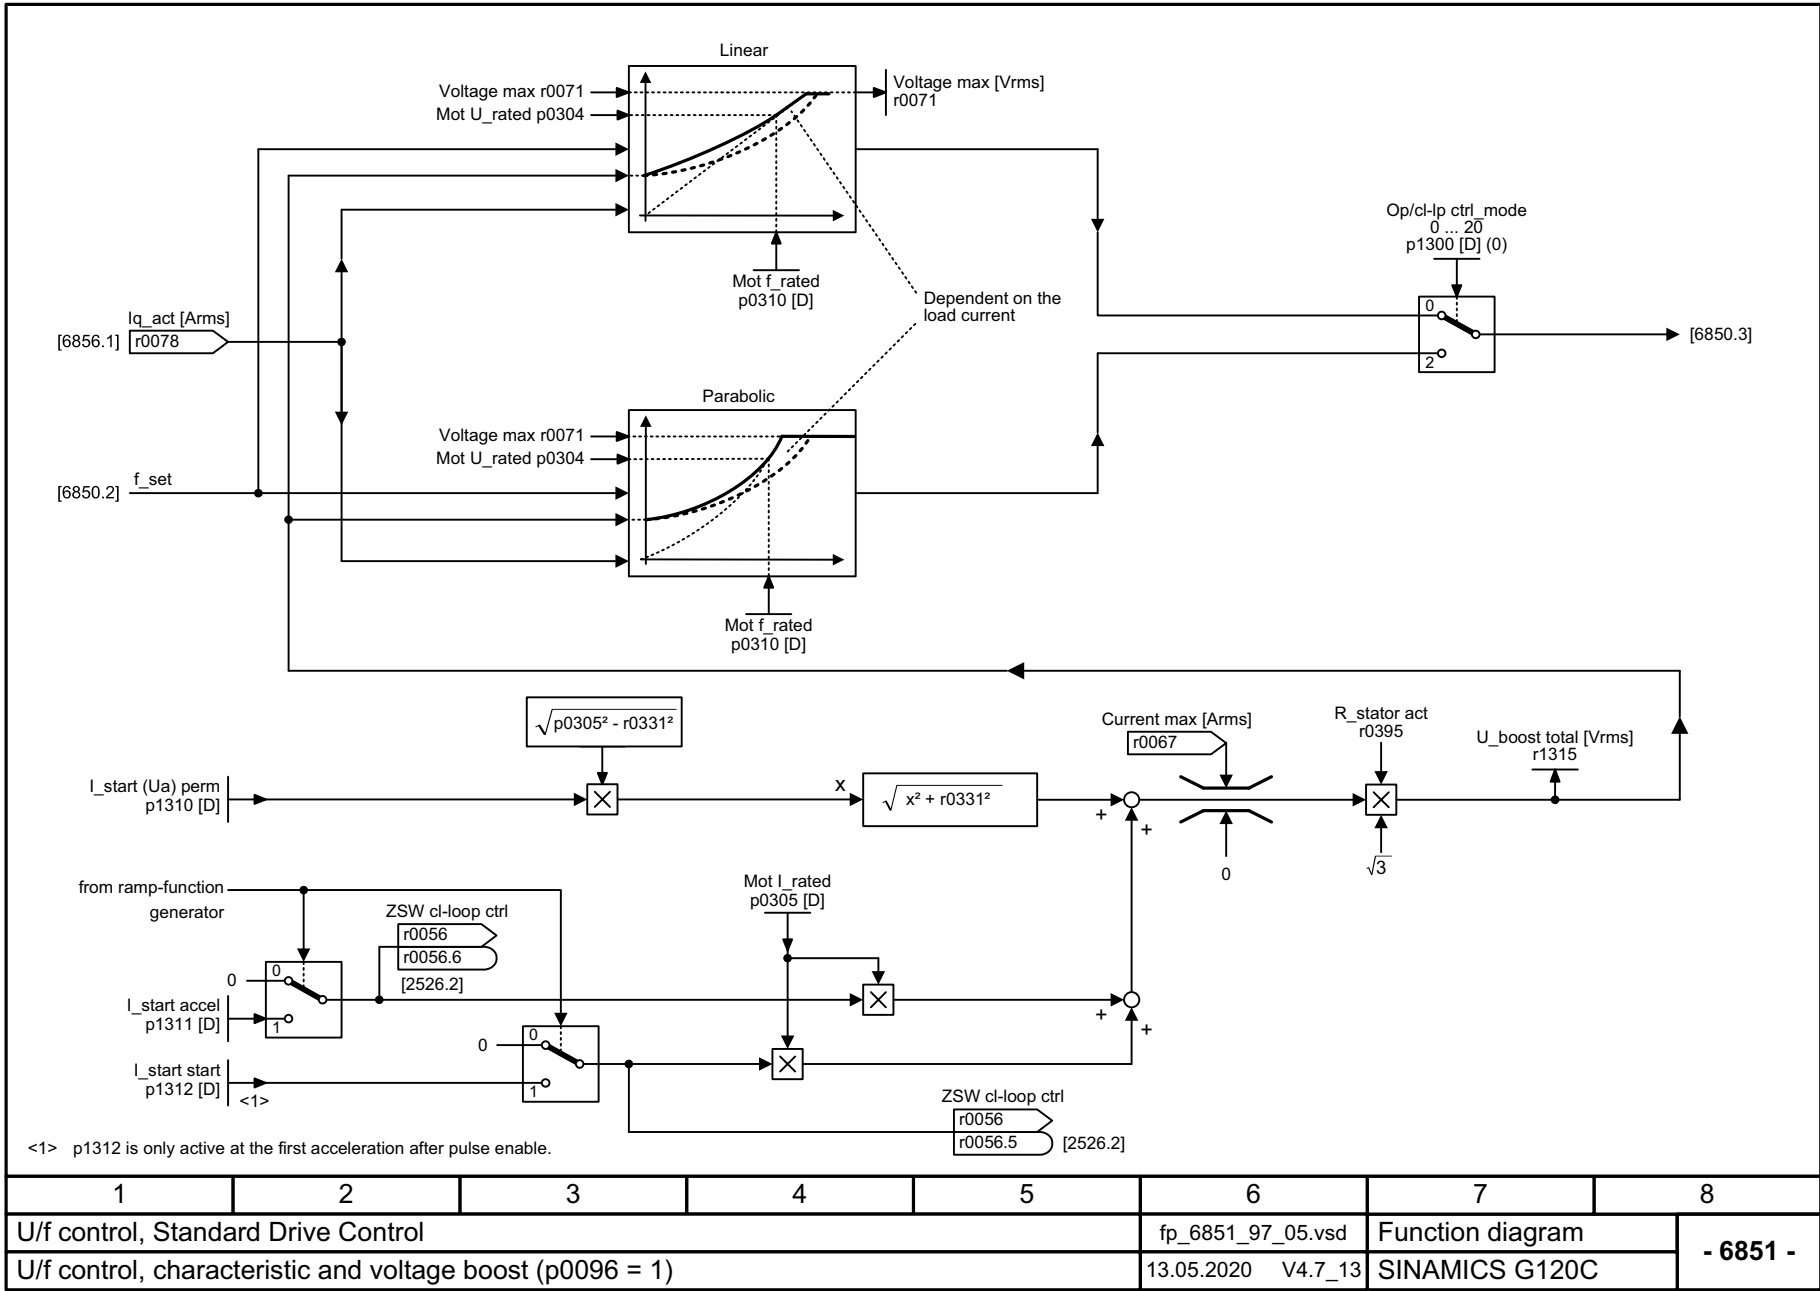 Linear
Voltage max r0071
Mot U_rated p0304
Voltage max [Vrms]
r0071
Mot f_rated
p0310 [D]
Dependent on the
load current
Op/cl-lp ctrl_mode
0 ... 20
p1300 [D] (0)
0
2
[6850.3]
Iq_act [Arms]
[6856.1]
r0078
Parabolic
Voltage max r0071
Mot U_rated p0304
[6850.2]
f_set
Mot f_rated
p0310 [D]
√p0305² - r0331²
I_start (Ua) perm
p1310 [D]
x
√x² + r0331²
+
+
Current max [Arms]
r0067
0
R_stator act
r0395
√3
U_boost total [Vrms]
r1315
from ramp-function
generator
ZSW cl-loop ctrl
r0056
r0056.6
[2526.2]
Mot I_rated
p0305 [D]
0
0
1
I_start accel
p1311 [D]
+
+
0
0
1
I_start start
p1312 [D]
<1>
ZSW cl-loop ctrl
r0056
r0056.5
[2526.2]
<1> p1312 is only active at the first acceleration after pulse enable.
1 2 3 4 5 6 7 8
U/f control, Standard Drive Control
fp_6851_97_05.vsd
Function diagram
- 6851 -
U/f control, characteristic and voltage boost (p0096 = 1)
13.05.2020 V4.7_13
SINAMICS G120C